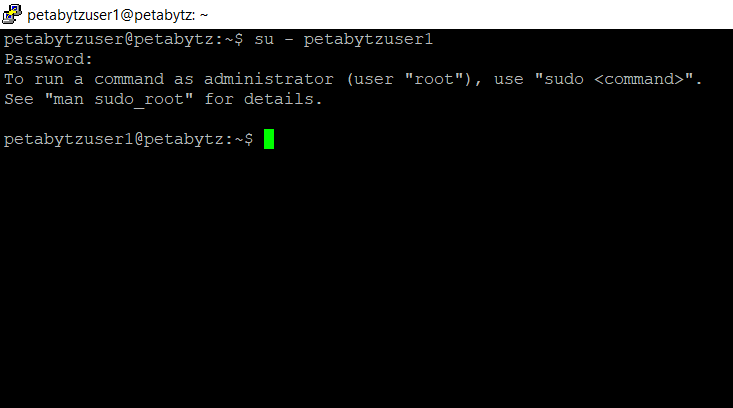 petabytzuser1@petabytz: ~
petabytzuser@petabytz:~$ su - petabytzuser1
Password:
To run a command as administrator (user "root"), use "sudo <command>".
See "man sudo_root" for details.
petabytzuser1@petabytz:~$